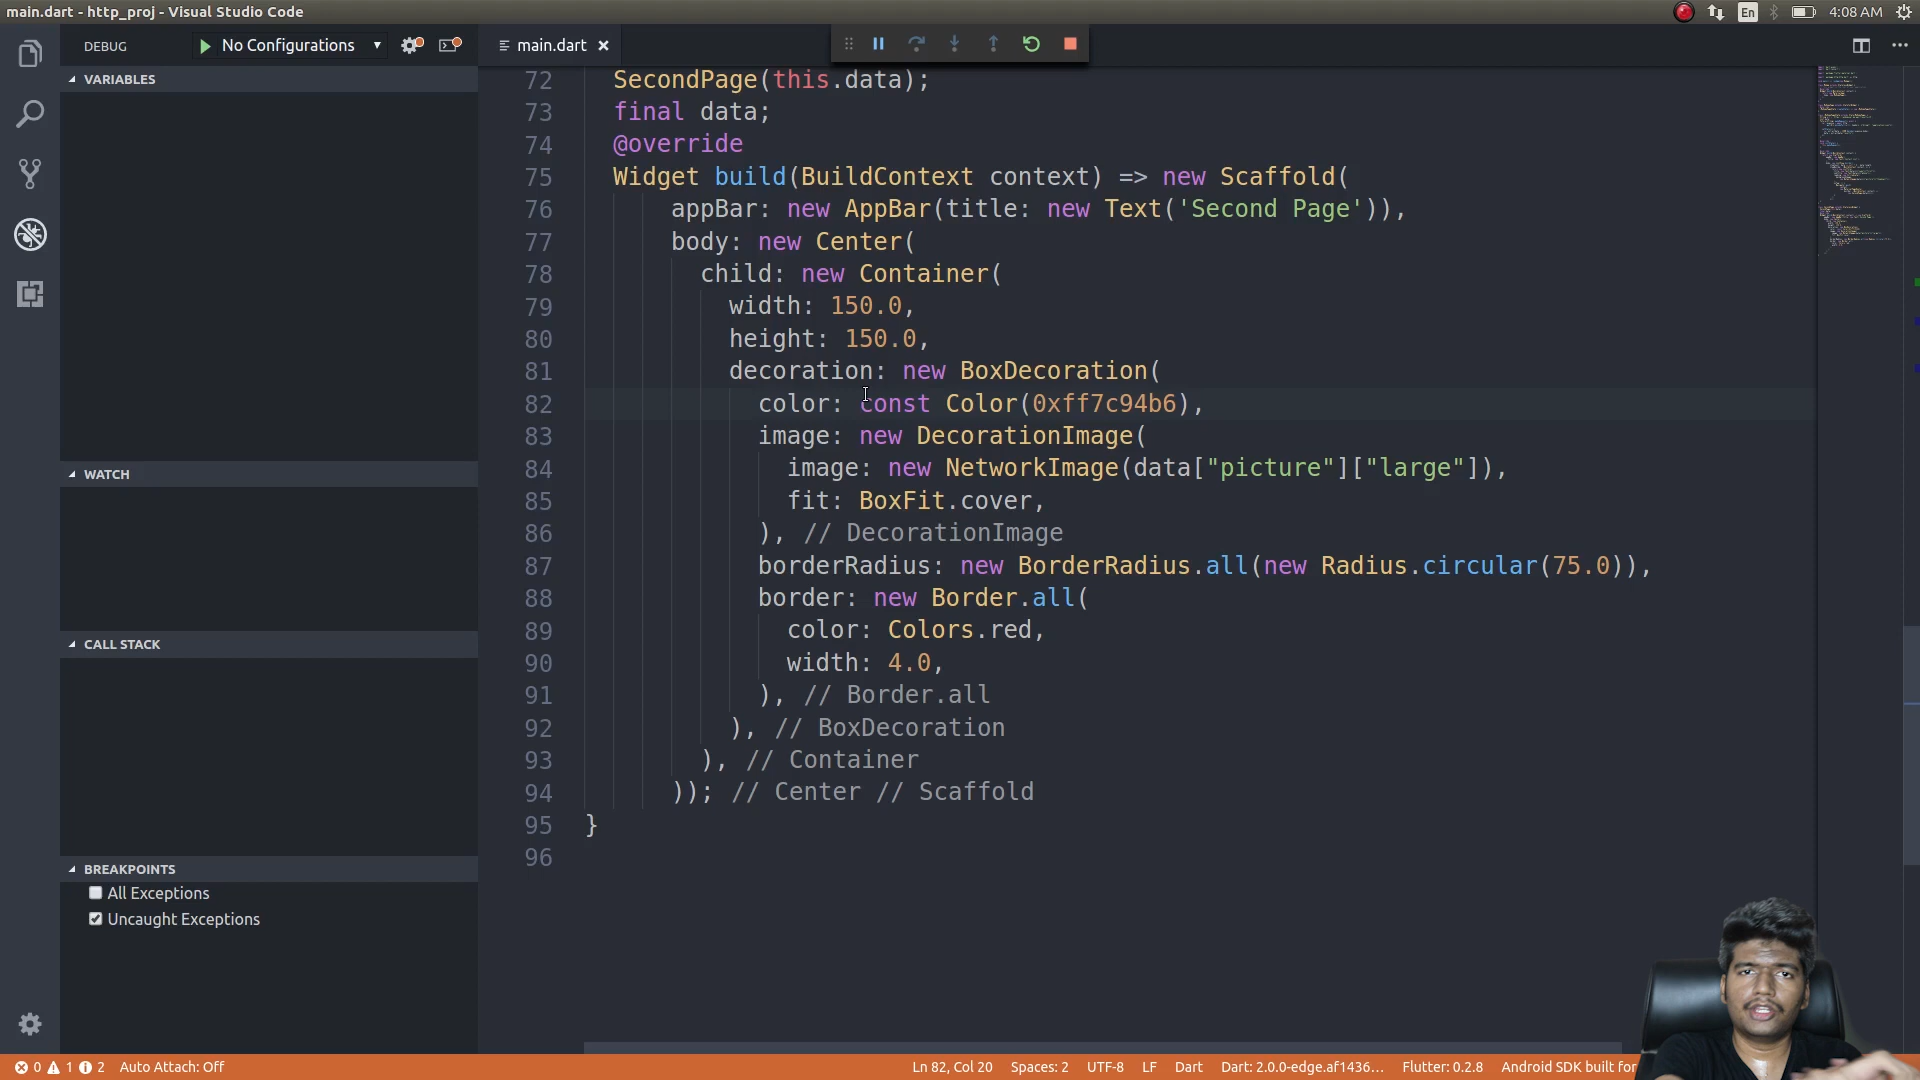 main.dart - http_proj - Visual Studio Code
En
4:08 AM
DEBUG
No Configurations
main.dart
VARIABLES
WATCH
CALL STACK
BREAKPOINTS
All Exceptions
Uncaught Exceptions
72 SecondPage(this.data);
73 final data;
74 @override
75 Widget build(BuildContext context) => new Scaffold(
76 appBar: new AppBar(title: new Text('Second Page')),
77 body: new Center(
78 child: new Container(
79 width: 150.0,
80 height: 150.0,
81 decoration: new BoxDecoration(
82 color: const Color(0xff7c94b6),
83 image: new DecorationImage(
84 image: new NetworkImage(data["picture"]["large"]),
85 fit: BoxFit.cover,
86 ), // DecorationImage
87 borderRadius: new BorderRadius.all(new Radius.circular(75.0)),
88 border: new Border.all(
89 color: Colors.red,
90 width: 4.0,
91 ), // Border.all
92 ), // BoxDecoration
93 ), // Container
94 )); // Center // Scaffold
95 }
96
0 1 2 Auto Attach: Off
Ln 82, Col 20 Spaces: 2 UTF-8 LF Dart Dart: 2.0.0-edge.af1436... Flutter: 0.2.8 Android SDK built for